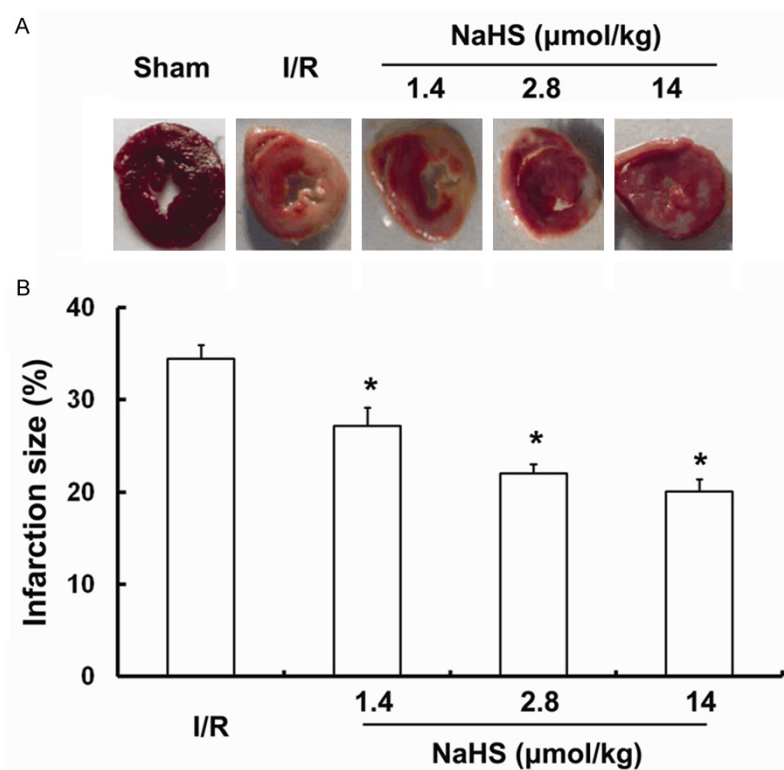 A
NaHS (µmol/kg)
Sham I/R
1.4 2.8 14
B
Infarction size (%)
40
30
20
10
0
* * *
I/R 1.4 2.8 14
NaHS (µmol/kg)